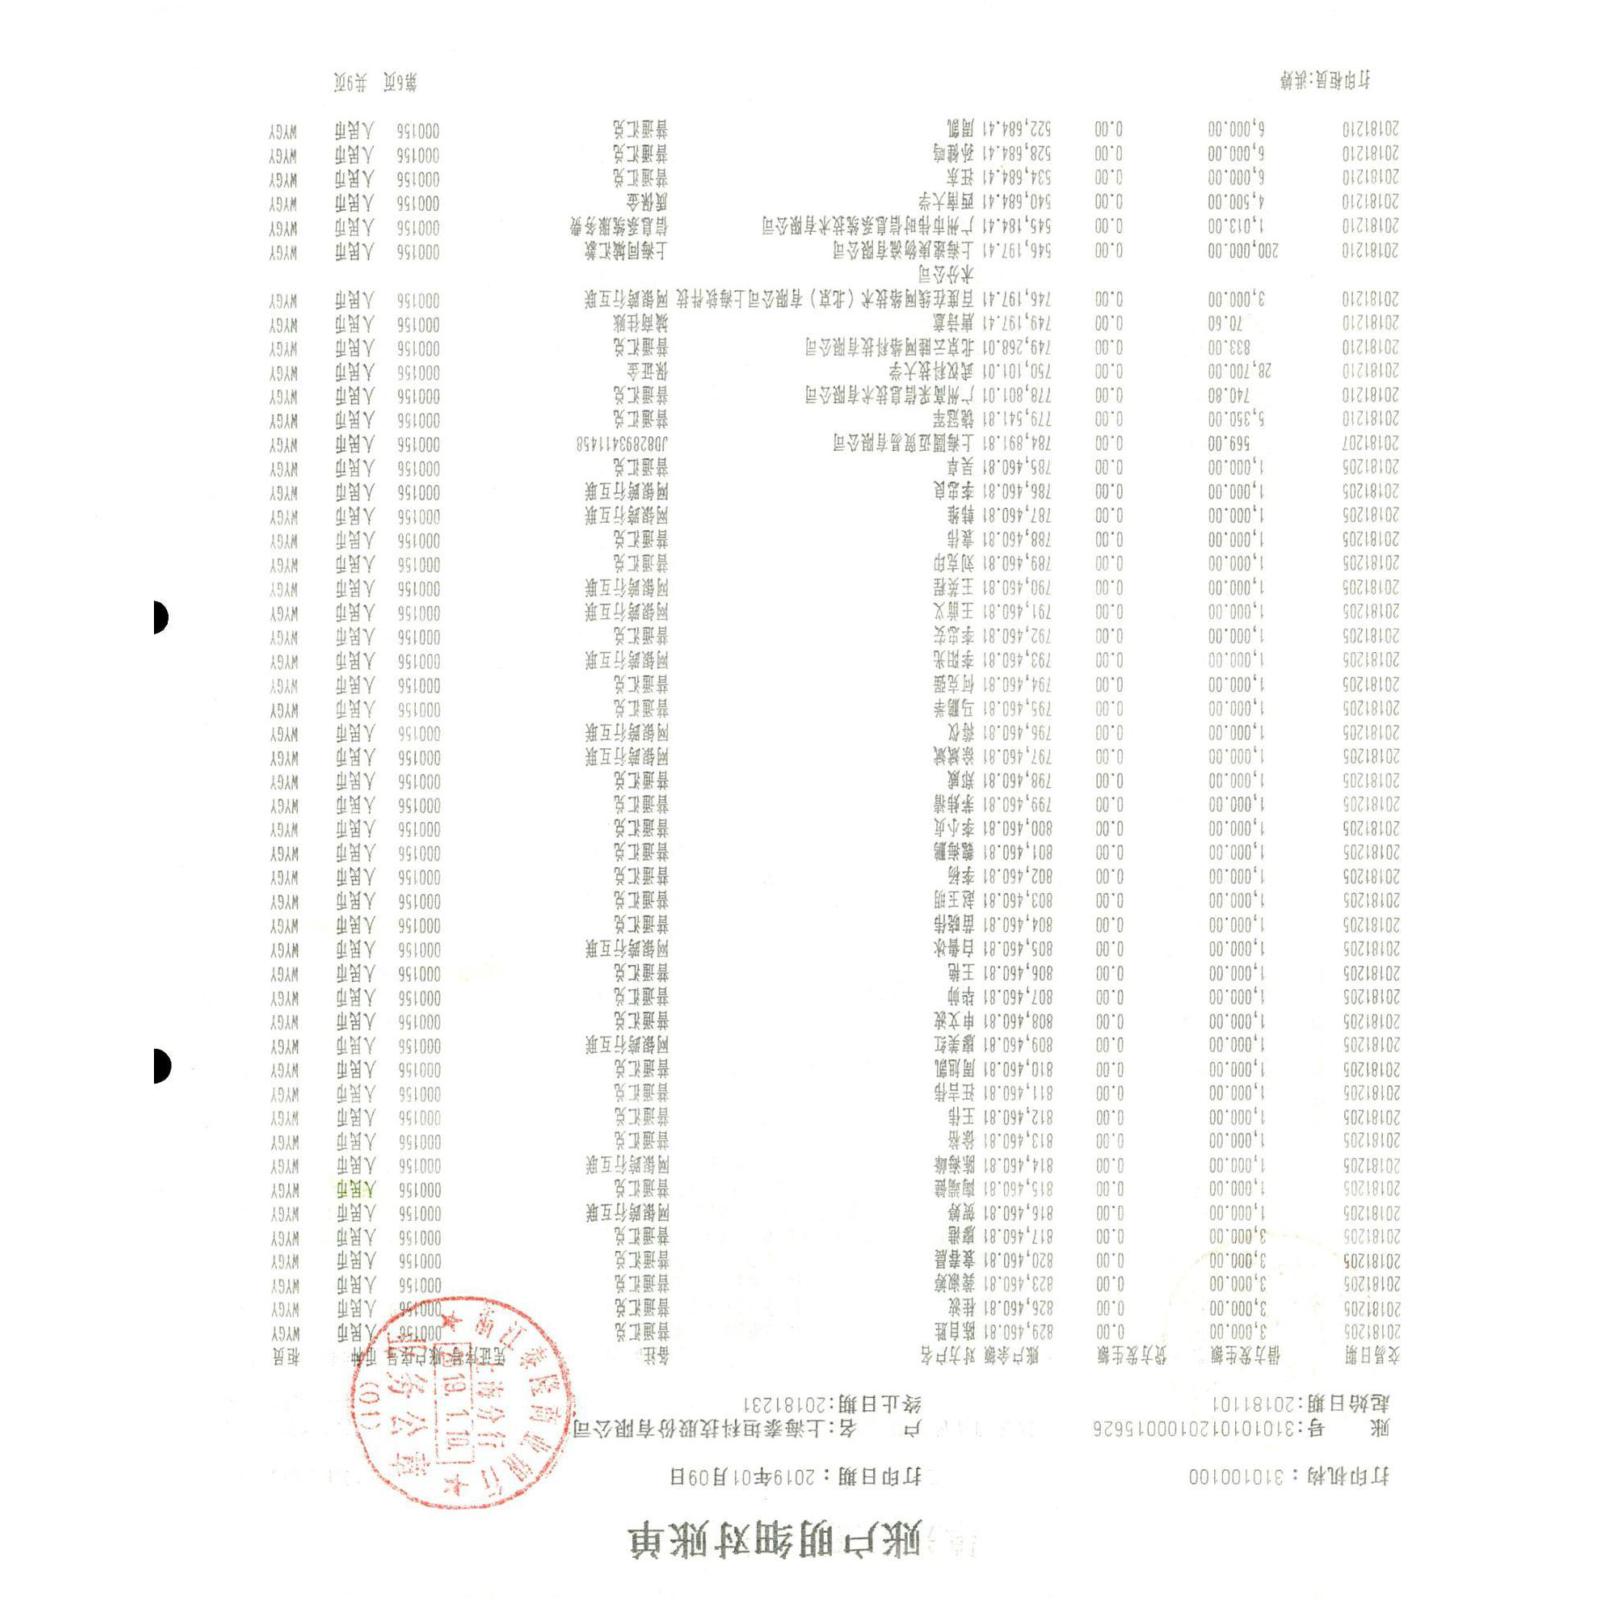 账户明细对账单
打印机构：310100100 打印日期：2019年01月09日
账 号:31010101201000015626 户 名:上海泰坦科技股份有限公司
起始日期:20181101 终止日期:20181231
交易日期 借方发生额 贷方发生额 账户余额 对方户名 备注 凭证序号 账户序号 币种 柜员
20181205 3,000.00 0.00 829,460.81 陈自胜 普通汇兑 000156 人民币 WYGY
20181205 3,000.00 0.00 826,460.81 桂波 普通汇兑 000156 人民币 WYGY
20181205 3,000.00 0.00 823,460.81 龚淑婷 普通汇兑 000156 人民币 WYGY
20181205 3,000.00 0.00 820,460.81 袁春晨 普通汇兑 000156 人民币 WYGY
20181205 3,000.00 0.00 817,460.81 廖港 普通汇兑 000156 人民币 WYGY
20181205 1,000.00 0.00 816,460.81 贺婷 网银跨行互联 000156 人民币 WYGY
20181205 1,000.00 0.00 815,460.81 陶瑞健 普通汇兑 000156 人民币 WYGY
20181205 1,000.00 0.00 814,460.81 陈海峰 网银跨行互联 000156 人民币 WYGY
20181205 1,000.00 0.00 813,460.81 徐裕 普通汇兑 000156 人民币 WYGY
20181205 1,000.00 0.00 812,460.81 王伟 普通汇兑 000156 人民币 WYGY
20181205 1,000.00 0.00 811,460.81 汪吉伟 普通汇兑 000156 人民币 WYGY
20181205 1,000.00 0.00 810,460.81 周旭凯 普通汇兑 000156 人民币 WYGY
20181205 1,000.00 0.00 809,460.81 廖美红 网银跨行互联 000156 人民币 WYGY
20181205 1,000.00 0.00 808,460.81 申文波 普通汇兑 000156 人民币 WYGY
20181205 1,000.00 0.00 807,460.81 毕帅 普通汇兑 000156 人民币 WYGY
20181205 1,000.00 0.00 806,460.81 王艳 普通汇兑 000156 人民币 WYGY
20181205 1,000.00 0.00 805,460.81 白鲁冰 网银跨行互联 000156 人民币 WYGY
20181205 1,000.00 0.00 804,460.81 苗晓伟 普通汇兑 000156 人民币 WYGY
20181205 1,000.00 0.00 803,460.81 赵玉明 普通汇兑 000156 人民币 WYGY
20181205 1,000.00 0.00 802,460.81 李杨 普通汇兑 000156 人民币 WYGY
20181205 1,000.00 0.00 801,460.81 魏海鹏 普通汇兑 000156 人民币 WYGY
20181205 1,000.00 0.00 800,460.81 李小贞 普通汇兑 000156 人民币 WYGY
20181205 1,000.00 0.00 799,460.81 普通汇兑 000156 人民币 WYGY
20181205 1,000.00 0.00 798,460.81 郑威 普通汇兑 000156 人民币 WYGY
20181205 1,000.00 0.00 797,460.81 徐斌斌 网银跨行互联 000156 人民币 WYGY
20181205 1,000.00 0.00 796,460.81 蒋仪 网银跨行互联 000156 人民币 WYGY
20181205 1,000.00 0.00 795,460.81 马鹏举 普通汇兑 000156 人民币 WYGY
20181205 1,000.00 0.00 794,460.81 何克强 普通汇兑 000156 人民币 WYGY
20181205 1,000.00 0.00 793,460.81 李阳光 网银跨行互联 000156 人民币 WYGY
20181205 1,000.00 0.00 792,460.81 李忠安 普通汇兑 000156 人民币 WYGY
20181205 1,000.00 0.00 791,460.81 王雨义 网银跨行互联 000156 人民币 WYGY
20181205 1,000.00 0.00 790,460.81 王英程 网银跨行互联 000156 人民币 WYGY
20181205 1,000.00 0.00 789,460.81 刘克印 普通汇兑 000156 人民币 WYGY
20181205 1,000.00 0.00 788,460.81 袁伟 普通汇兑 000156 人民币 WYGY
20181205 1,000.00 0.00 787,460.81 韩维 网银跨行互联 000156 人民币 WYGY
20181205 1,000.00 0.00 786,460.81 李忠良 网银跨行互联 000156 人民币 WYGY
20181205 1,000.00 0.00 785,460.81 吴卓 普通汇兑 000156 人民币 WYGY
20181207 569.00 0.00 784,891.81 上海圆迈贸易有限公司 JD82893411458 000156 人民币 WYGY
20181210 5,350.00 0.00 779,541.81 饶冠军 普通汇兑 000156 人民币 WYGY
20181210 740.80 0.00 778,801.01 广州高采信息技术有限公司 普通汇兑 000156 人民币 WYGY
20181210 28,700.00 0.00 750,101.01 武汉科技大学 保证金 000156 人民币 WYGY
20181210 833.00 0.00 749,268.01 北京云睦网络科技有限公司 普通汇兑 000156 人民币 WYGY
20181210 70.60 0.00 749,197.41 唐诗意 城商往账 000156 人民币 WYGY
20181210 3,000.00 0.00 746,197.41 百度在线网络技术（北京）有限公司上海软件技 网银跨行互联 000156 人民币 WYGY
术分公司
20181210 200,000.00 0.00 546,197.41 上海速庚物流有限公司 上海同城汇款 000156 人民币 WYGY
20181210 1,013.00 0.00 545,184.41 广州市伟时信息系统技术有限公司 信息系统服务费 000156 人民币 WYGY
20181210 4,500.00 0.00 540,684.41 西南大学 质保金 000156 人民币 WYGY
20181210 6,000.00 0.00 534,684.41 汪东 普通汇兑 000156 人民币 WYGY
20181210 6,000.00 0.00 528,684.41 孙健鸣 普通汇兑 000156 人民币 WYGY
20181210 6,000.00 0.00 522,684.41 周凯 普通汇兑 000156 人民币 WYGY
打印柜员:洪婷 第6页 共9页
泰隆商业银行
上海分行
2019.1.10.
业务公章
(01)